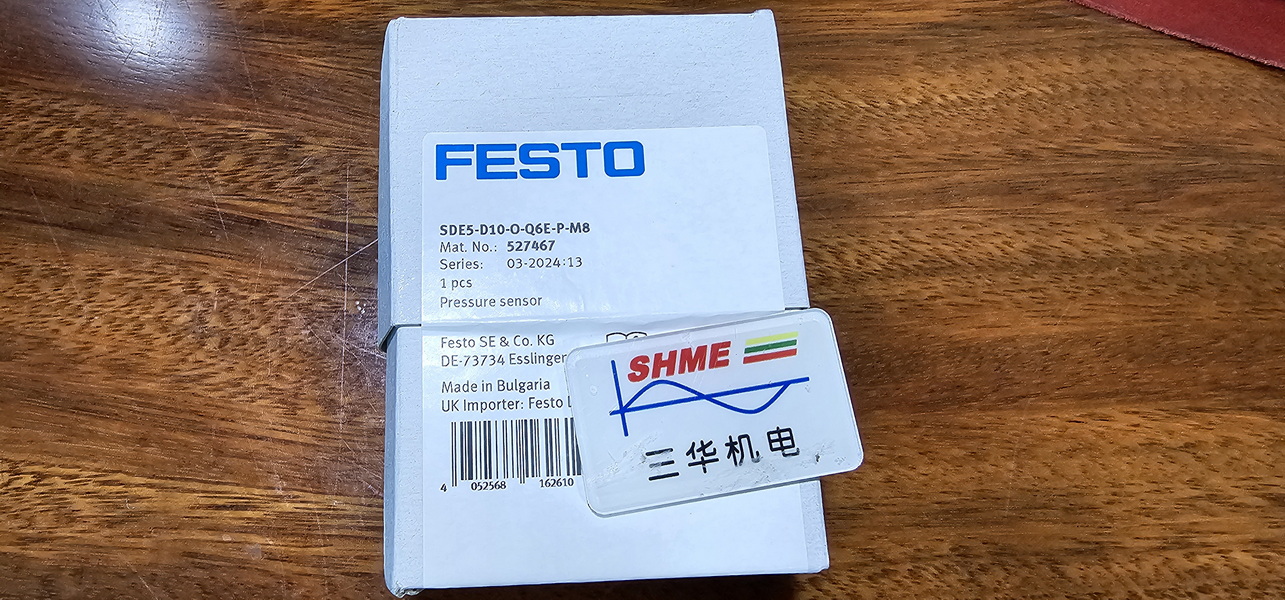 FESTO
SDE5-D10-O-Q6E-P-M8
Mat. No.: 527467
Series: 03-2024:13
1 pcs
Pressure sensor
Festo SE & Co. KG
DE-73734 Esslingen
Made in Bulgaria
UK Importer: Festo
4 052568 162610
SHME
三华机电